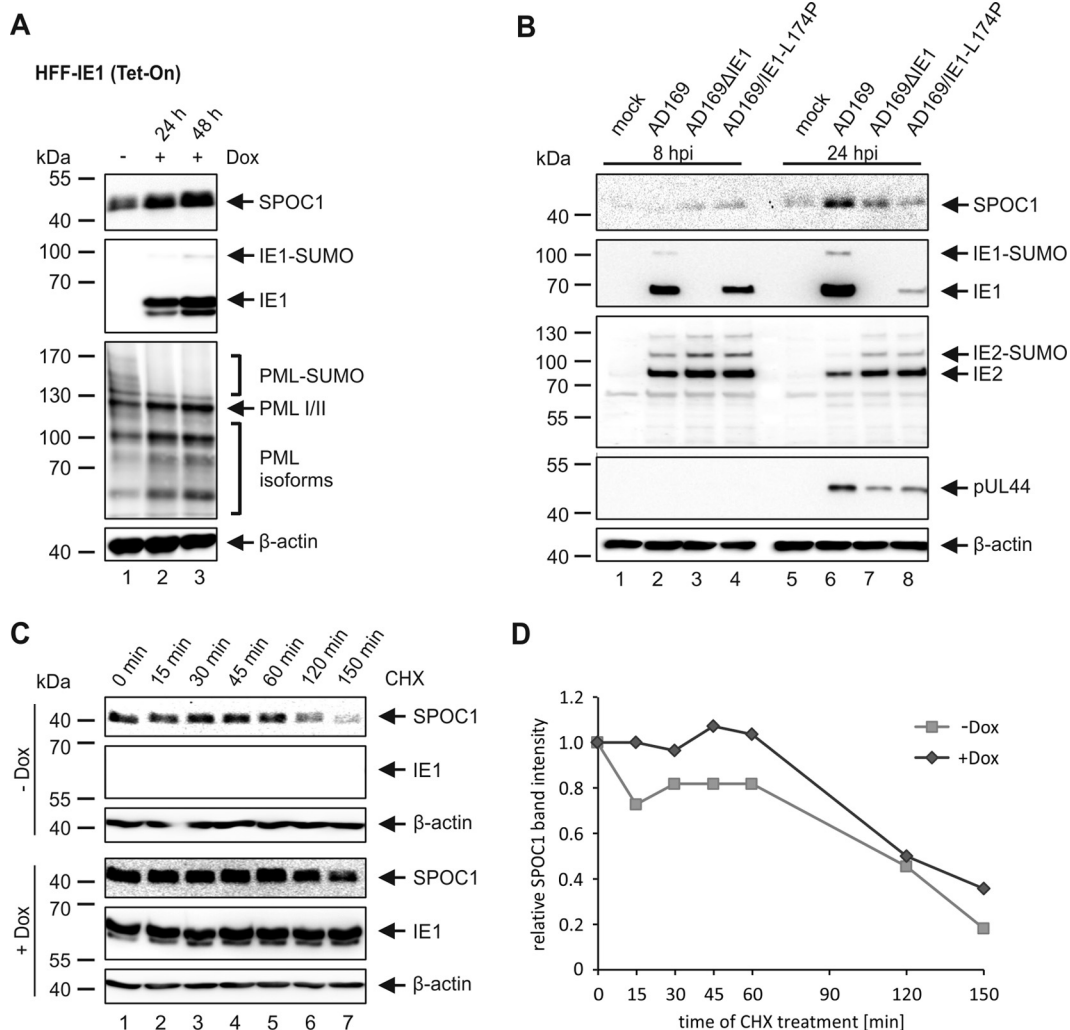 A
HFF-IE1 (Tet-On)
24 h
48 h
kDa
- + + Dox
55
40
SPOC1
100
70
IE1-SUMO
IE1
170
130
100
70
PML-SUMO
PML I/II
PML
isoforms
40
β-actin
1 2 3
B
mock
AD169
AD169ΔIE1
AD169/IE1-L174P
mock
AD169
AD169ΔIE1
AD169/IE1-L174P
kDa
8 hpi
24 hpi
40
SPOC1
100
70
IE1-SUMO
IE1
130
100
70
55
IE2-SUMO
IE2
55
40
pUL44
40
β-actin
1 2 3 4 5 6 7 8
C
0 min
15 min
30 min
45 min
60 min
120 min
150 min
kDa
CHX
- Dox
40
SPOC1
70
55
IE1
40
β-actin
+ Dox
40
SPOC1
70
55
IE1
40
β-actin
1 2 3 4 5 6 7
D
relative SPOC1 band intensity
1.2
1.0
0.8
0.6
0.4
0.2
0
-Dox
+Dox
0 15 30 45 60 90 120 150
time of CHX treatment [min]